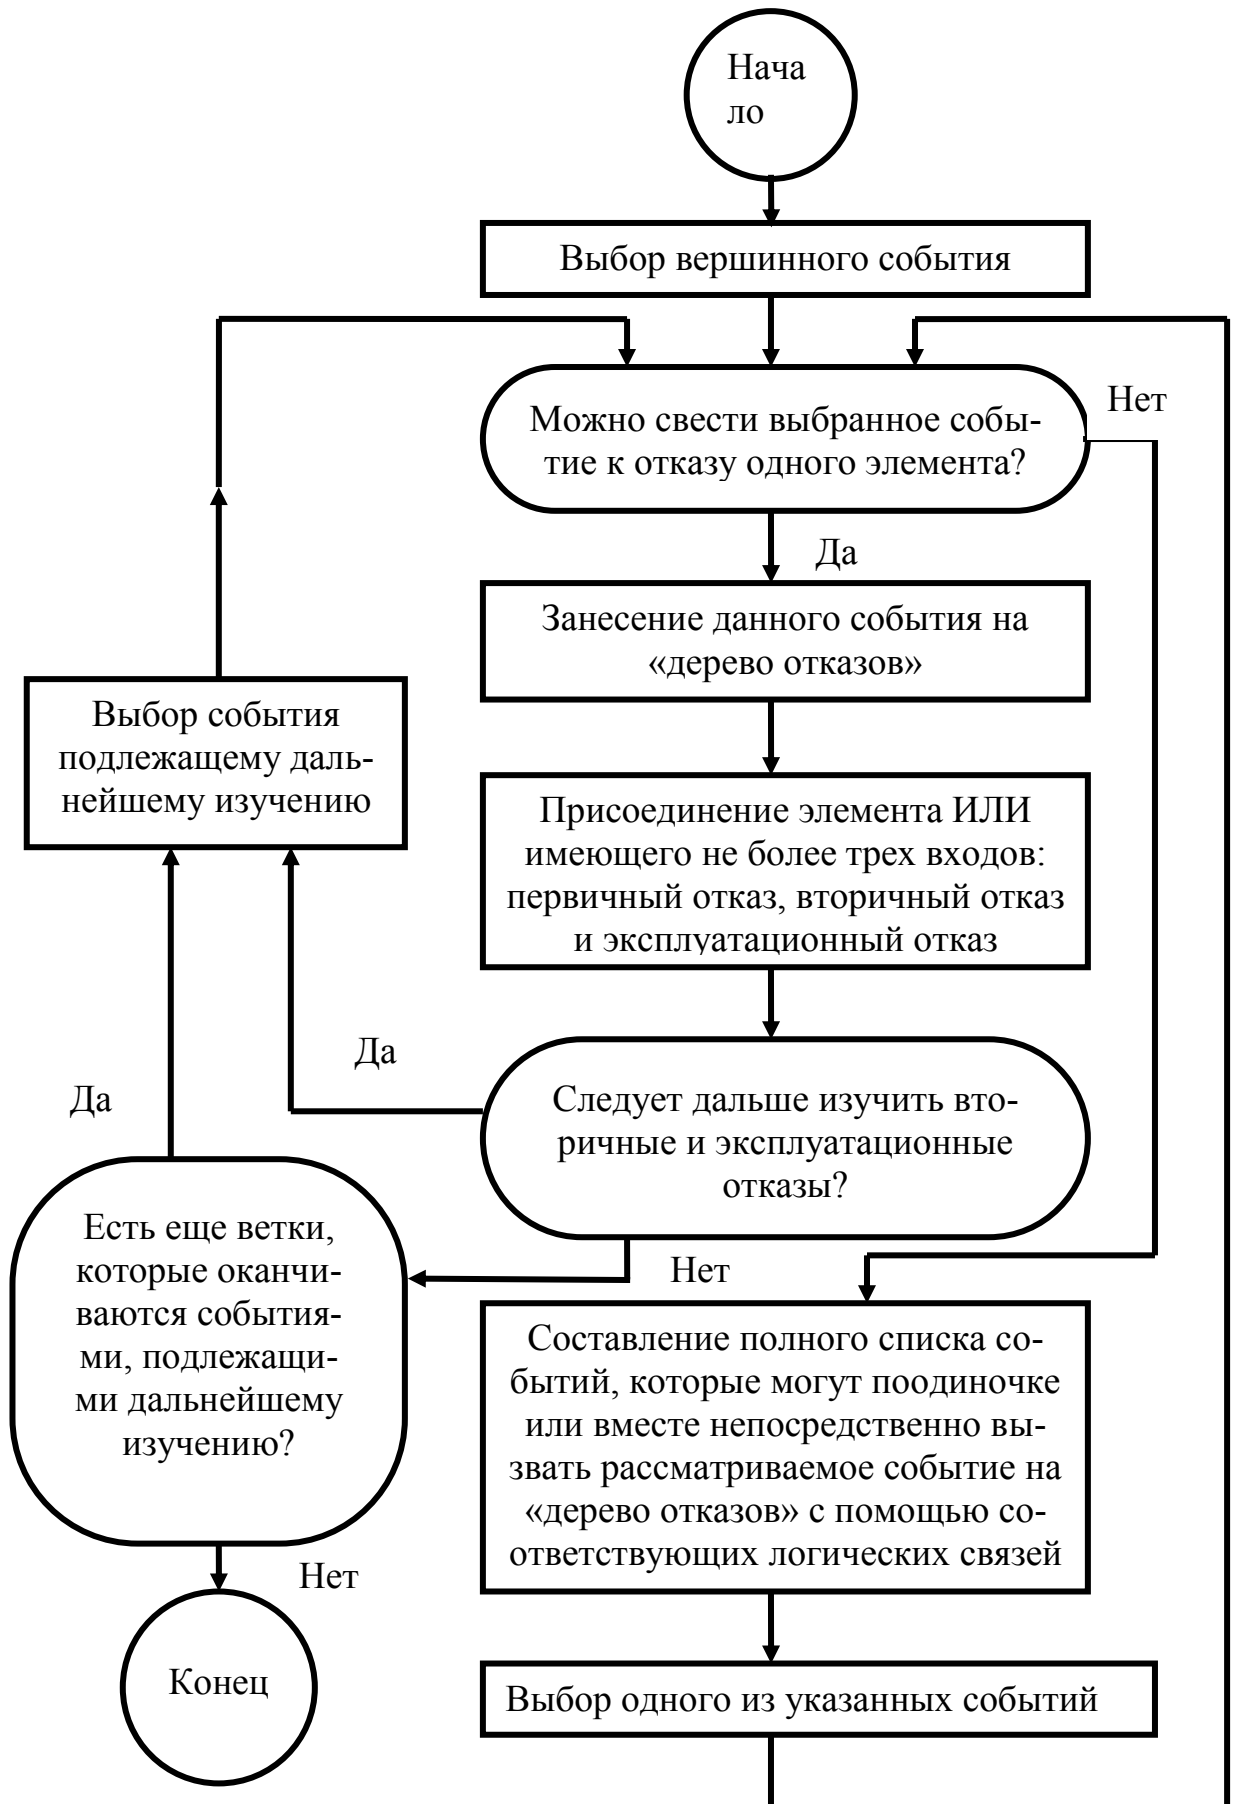 Нача
ло
Выбор вершинного события
Можно свести выбранное собы-
тие к отказу одного элемента?
Нет
Да
Занесение данного события на
«дерево отказов»
Выбор события
подлежащему даль-
нейшему изучению
Присоединение элемента ИЛИ
имеющего не более трех входов:
первичный отказ, вторичный отказ
и эксплуатационный отказ
Да
Да
Следует дальше изучить вто-
ричные и эксплуатационные
отказы?
Есть еще ветки,
которые оканчи-
ваются события-
ми, подлежащи-
ми дальнейшему
изучению?
Нет
Составление полного списка со-
бытий, которые могут поодиночке
или вместе непосредственно вы-
звать рассматриваемое событие на
«дерево отказов» с помощью со-
ответствующих логических связей
Нет
Конец
Выбор одного из указанных событий